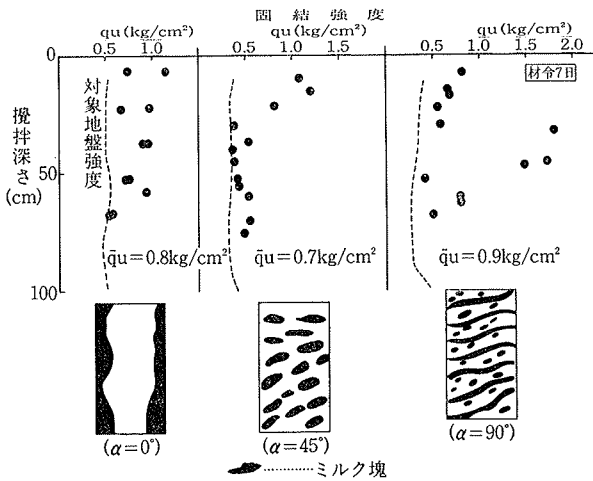 固結強度
qu(kg/cm²) qu(kg/cm²) qu(kg/cm²)
0.5 1.0 0.5 1.0 1.5 0.5 1.0 1.5 2.0
0
材令7日
対象地盤強度
攪拌深さ(cm)
50
q̄u=0.8kg/cm² q̄u=0.7kg/cm² q̄u=0.9kg/cm²
100
(α=0°) (α=45°) (α=90°)
…………ミルク塊